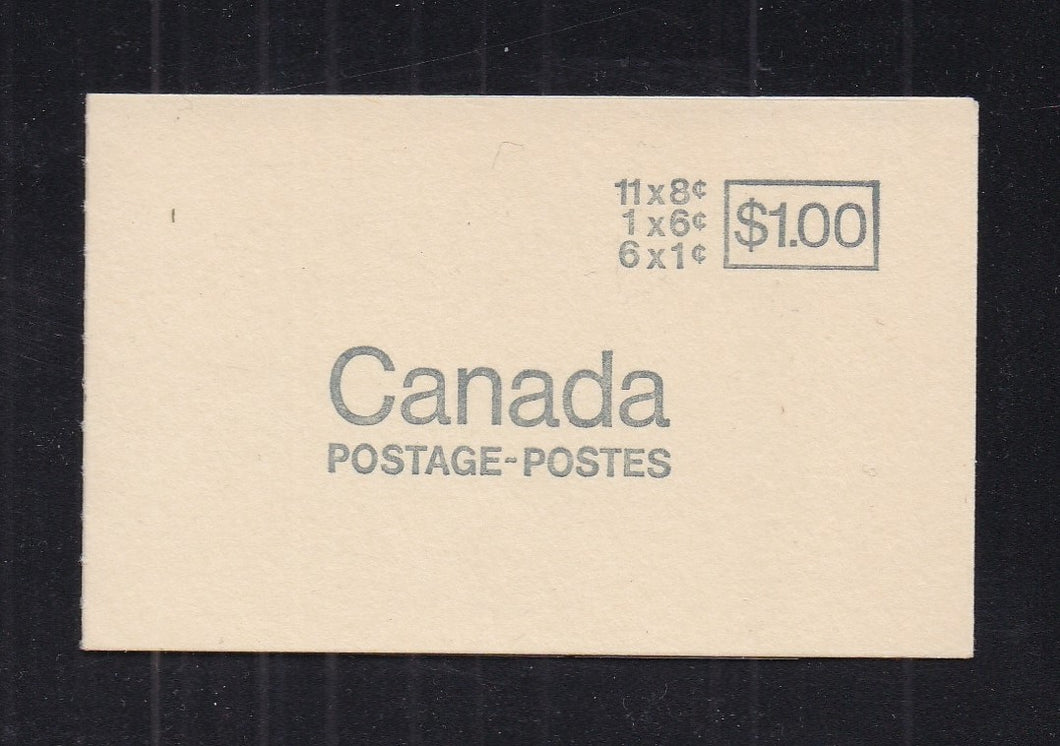 11x8¢
1x6¢
6x1¢
$1.00
Canada
POSTAGE-POSTES